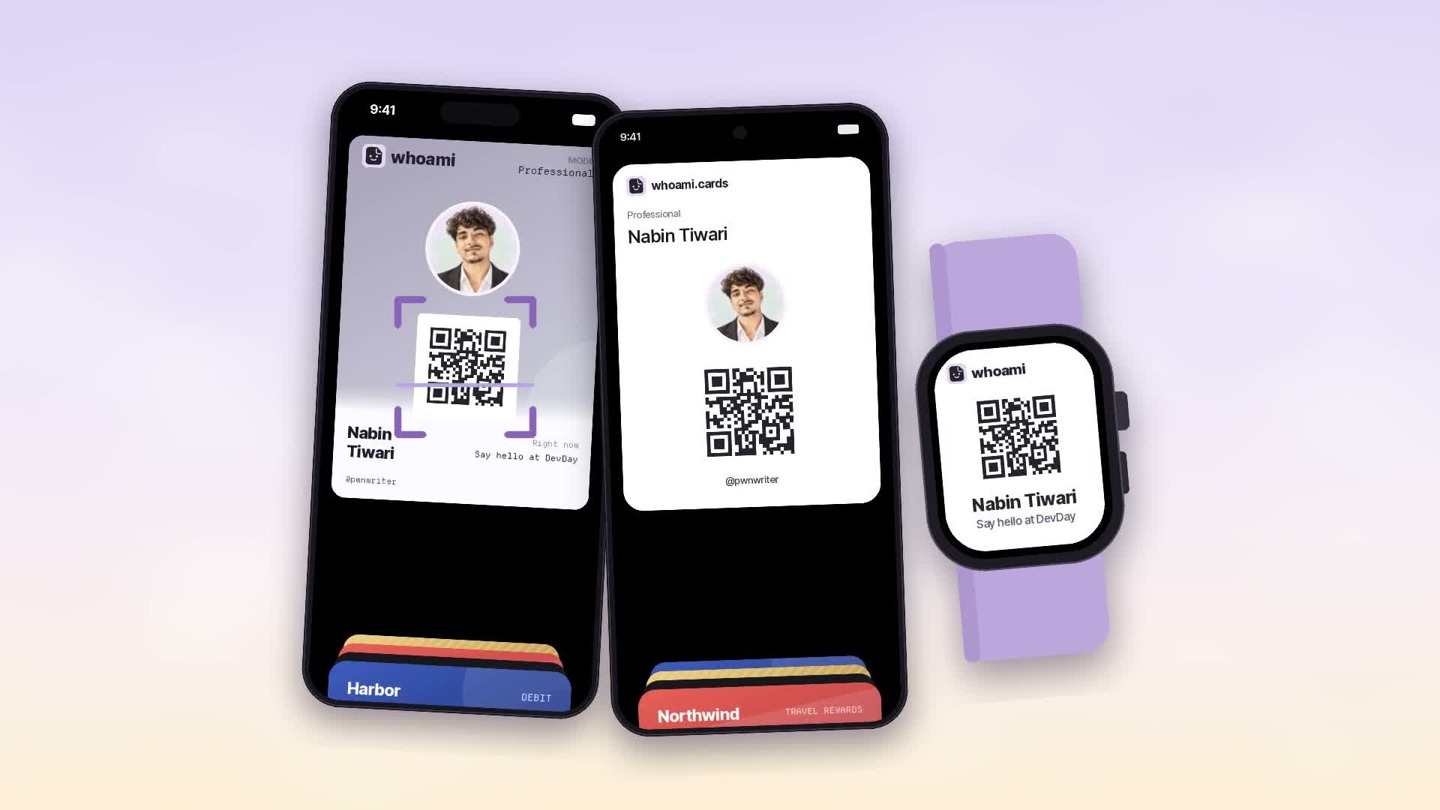 9:41
whoami
MODE
Professional
Nabin
Tiwari
Right now
Say hello at DevDay
@pwnwriter
Harbor
DEBIT
9:41
whoami.cards
Professional
Nabin Tiwari
@pwnwriter
Northwind
TRAVEL REWARDS
whoami
Nabin Tiwari
Say hello at DevDay